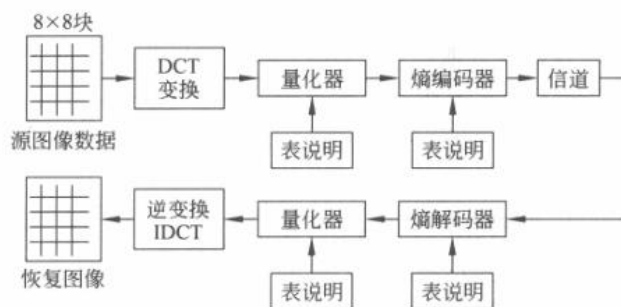 8×8块
DCT
变换
量化器
熵编码器
信道
源图像数据
表说明
表说明
逆变换
IDCT
量化器
熵解码器
恢复图像
表说明
表说明